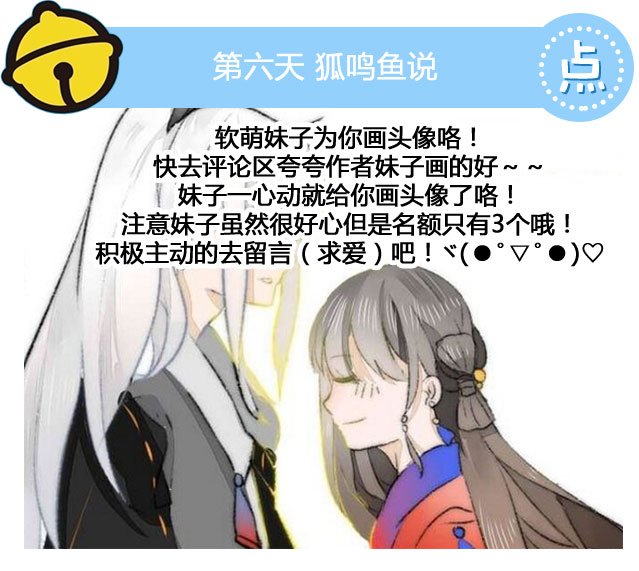 第六天 狐鸣鱼说
点
软萌妹子为你画头像咯！
快去评论区夸夸作者妹子画的好～～
妹子一心动就给你画头像了咯！
注意妹子虽然很好心但是名额只有3个哦！
积极主动的去留言（求爱）吧！ヾ(●ﾟ▽ﾟ●)♡